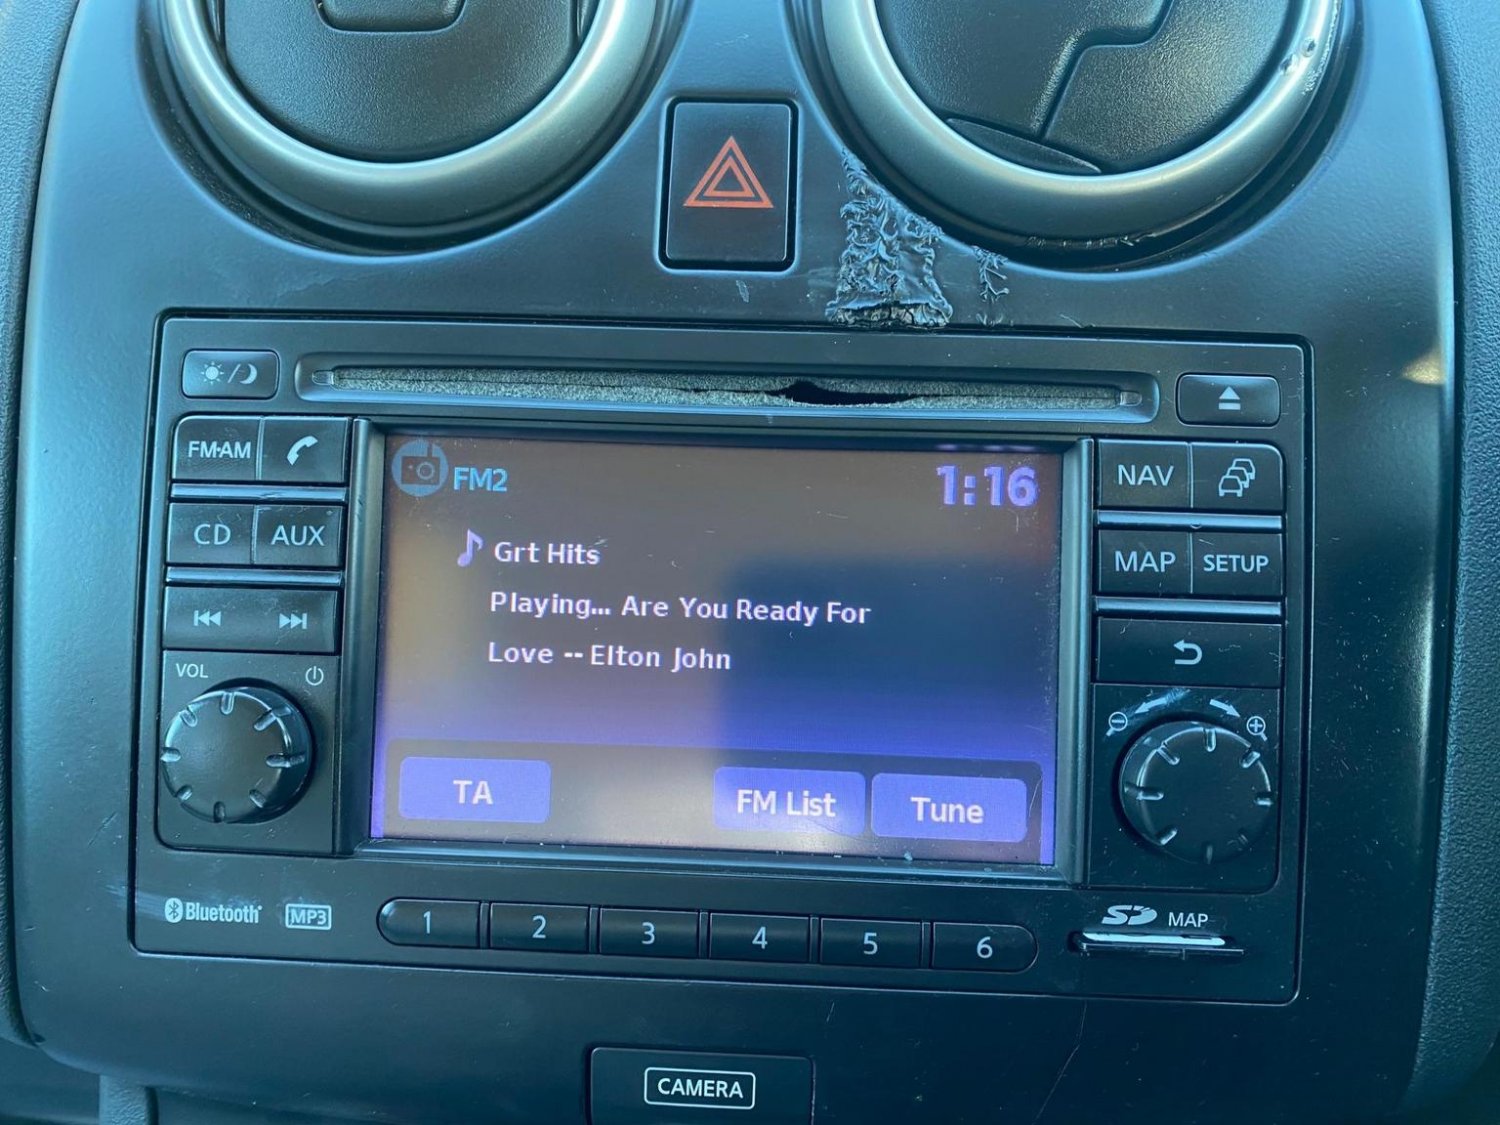 FM·AM
CD
AUX
VOL
FM2
1:16
Grt Hits
Playing... Are You Ready For
Love -- Elton John
TA
FM List
Tune
NAV
MAP
SETUP
Bluetooth
MP3
1
2
3
4
5
6
SD
MAP
CAMERA